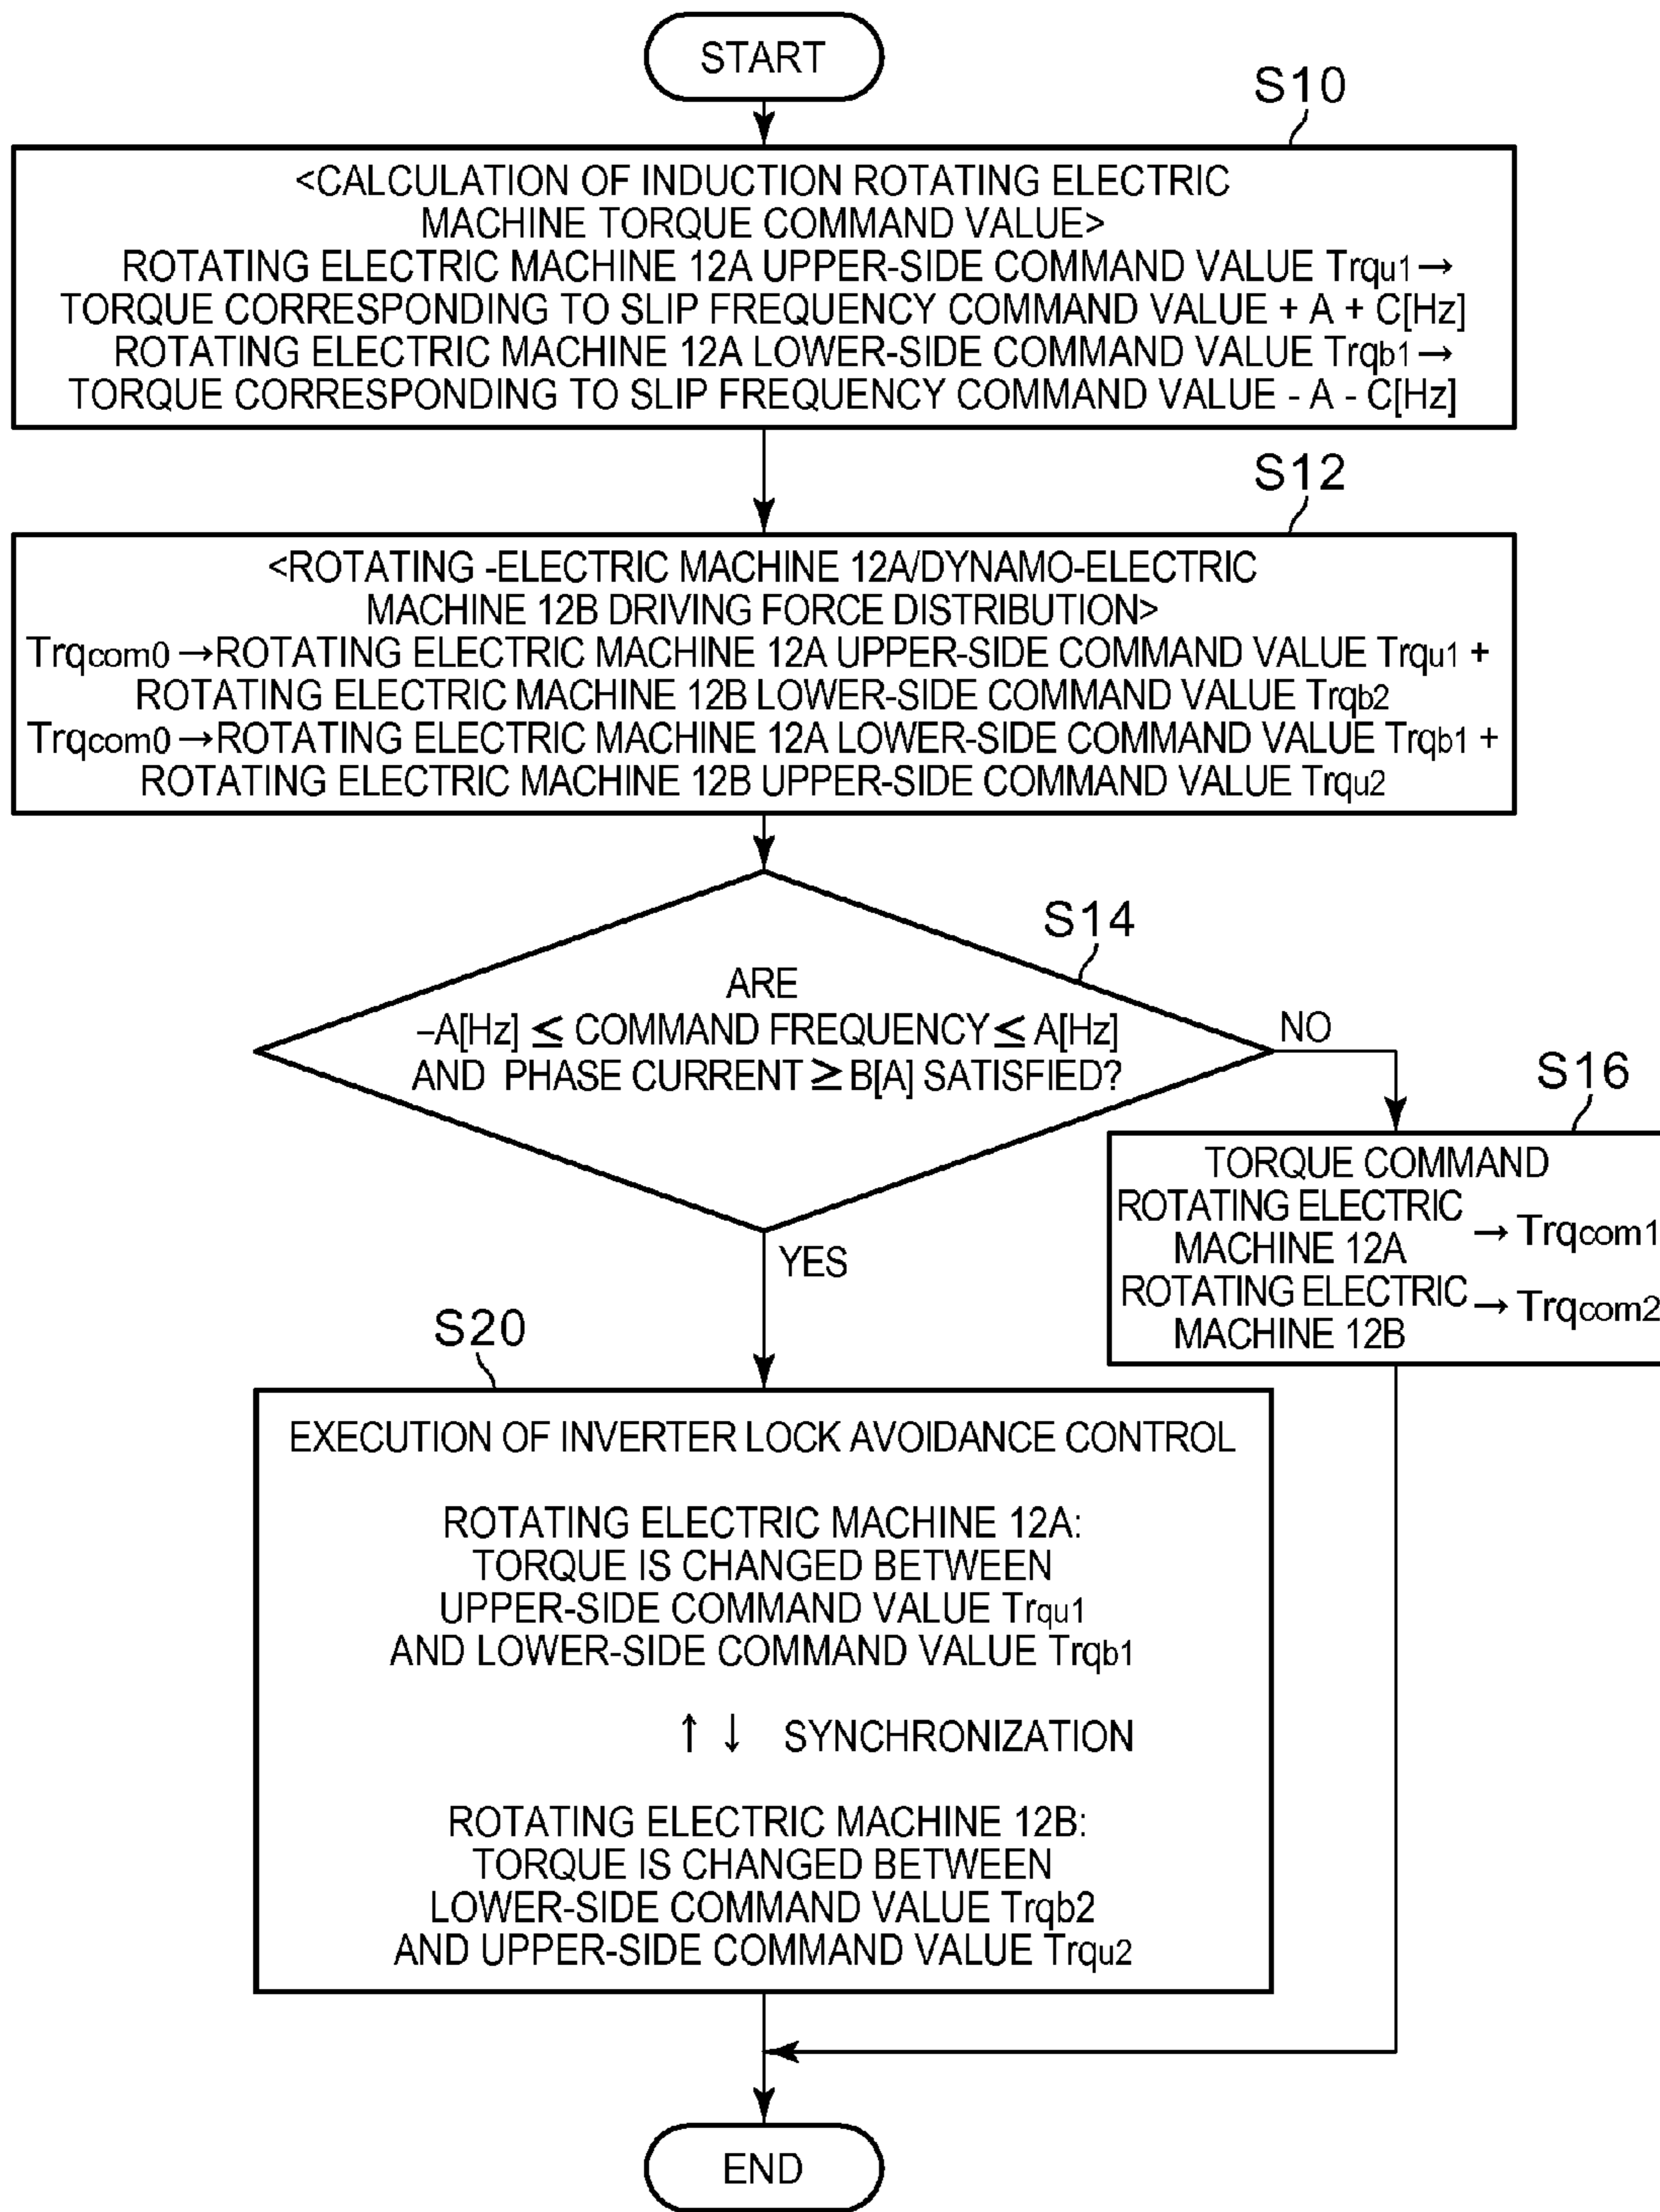 START
S10
<CALCULATION OF INDUCTION ROTATING ELECTRIC
MACHINE TORQUE COMMAND VALUE>
ROTATING ELECTRIC MACHINE 12A UPPER-SIDE COMMAND VALUE Trqu1→
TORQUE CORRESPONDING TO SLIP FREQUENCY COMMAND VALUE + A + C[Hz]
ROTATING ELECTRIC MACHINE 12A LOWER-SIDE COMMAND VALUE Trqb1→
TORQUE CORRESPONDING TO SLIP FREQUENCY COMMAND VALUE - A - C[Hz]
S12
<ROTATING -ELECTRIC MACHINE 12A/DYNAMO-ELECTRIC
MACHINE 12B DRIVING FORCE DISTRIBUTION>
Trqcom0 →ROTATING ELECTRIC MACHINE 12A UPPER-SIDE COMMAND VALUE Trqu1 +
ROTATING ELECTRIC MACHINE 12B LOWER-SIDE COMMAND VALUE Trqb2
Trqcom0 →ROTATING ELECTRIC MACHINE 12A LOWER-SIDE COMMAND VALUE Trqb1 +
ROTATING ELECTRIC MACHINE 12B UPPER-SIDE COMMAND VALUE Trqu2
S14
ARE
–A[Hz] ≤ COMMAND FREQUENCY ≤ A[Hz]
AND PHASE CURRENT ≥ B[A] SATISFIED?
NO
S16
TORQUE COMMAND
ROTATING ELECTRIC
MACHINE 12A → Trqcom1
ROTATING ELECTRIC
MACHINE 12B → Trqcom2
YES
S20
EXECUTION OF INVERTER LOCK AVOIDANCE CONTROL
ROTATING ELECTRIC MACHINE 12A:
TORQUE IS CHANGED BETWEEN
UPPER-SIDE COMMAND VALUE Trqu1
AND LOWER-SIDE COMMAND VALUE Trqb1
↑ ↓ SYNCHRONIZATION
ROTATING ELECTRIC MACHINE 12B:
TORQUE IS CHANGED BETWEEN
LOWER-SIDE COMMAND VALUE Trqb2
AND UPPER-SIDE COMMAND VALUE Trqu2
END